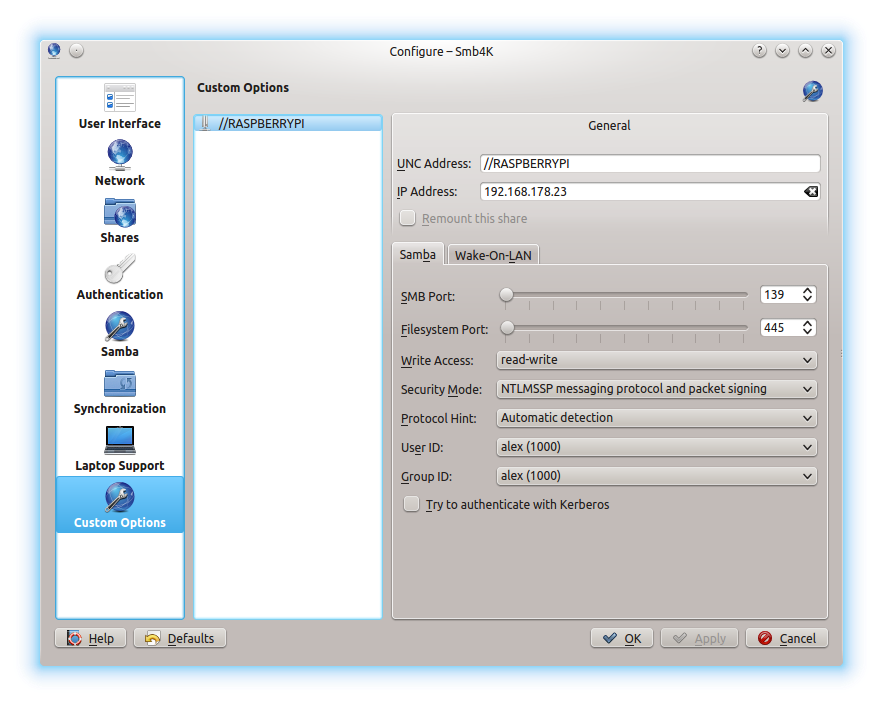 Configure – Smb4K
User Interface
Network
Shares
Authentication
Samba
Synchronization
Laptop Support
Custom Options
Custom Options
//RASPBERRYPI
General
UNC Address: //RASPBERRYPI
IP Address: 192.168.178.23
Remount this share
Samba Wake-On-LAN
SMB Port: 139
Filesystem Port: 445
Write Access: read-write
Security Mode: NTLMSSP messaging protocol and packet signing
Protocol Hint: Automatic detection
User ID: alex (1000)
Group ID: alex (1000)
Try to authenticate with Kerberos
Help Defaults OK Apply Cancel